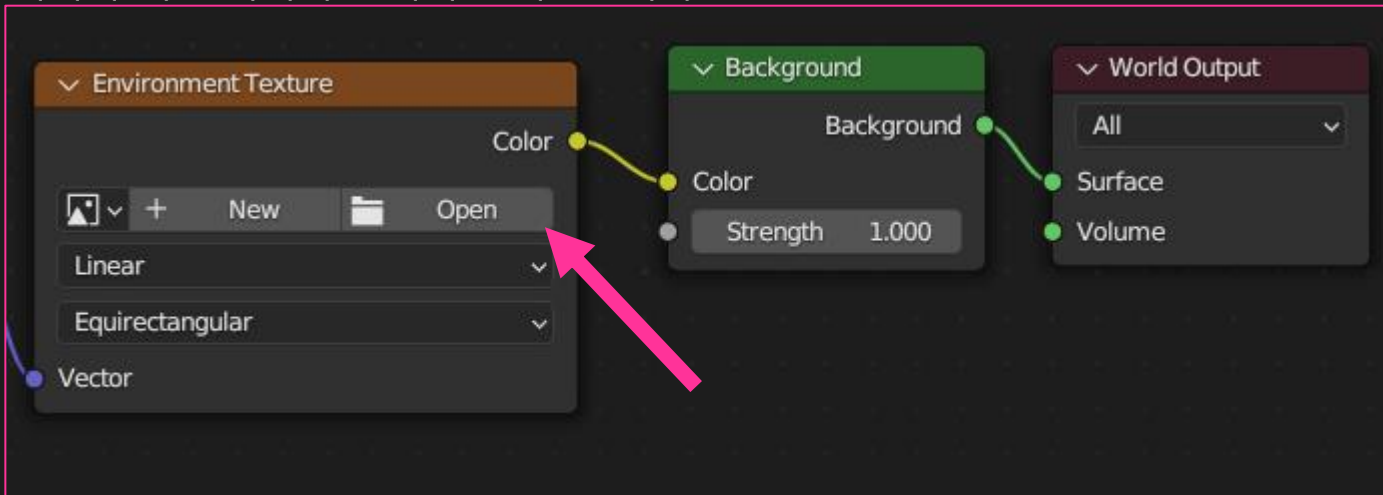 Environment Texture
Color
New
Open
Linear
Equirectangular
Vector
Background
Background
Color
Strength 1.000
World Output
All
Surface
Volume